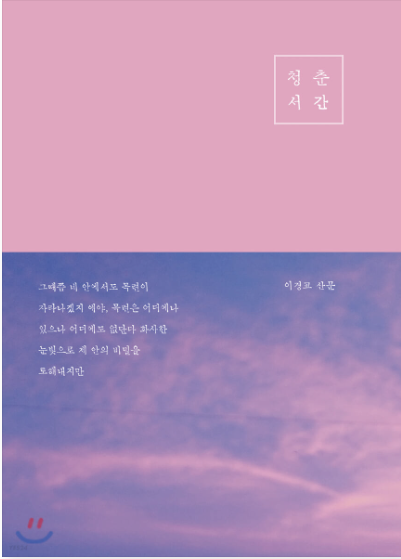 청춘
서간
그때쯤 네 안에서도 목련이
이경교 산문
자라나겠지 얘야, 목련은 어디에나
있으나 어디에도 없단다 화사한
눈빛으로 제 안의 비밀을
토해내지만